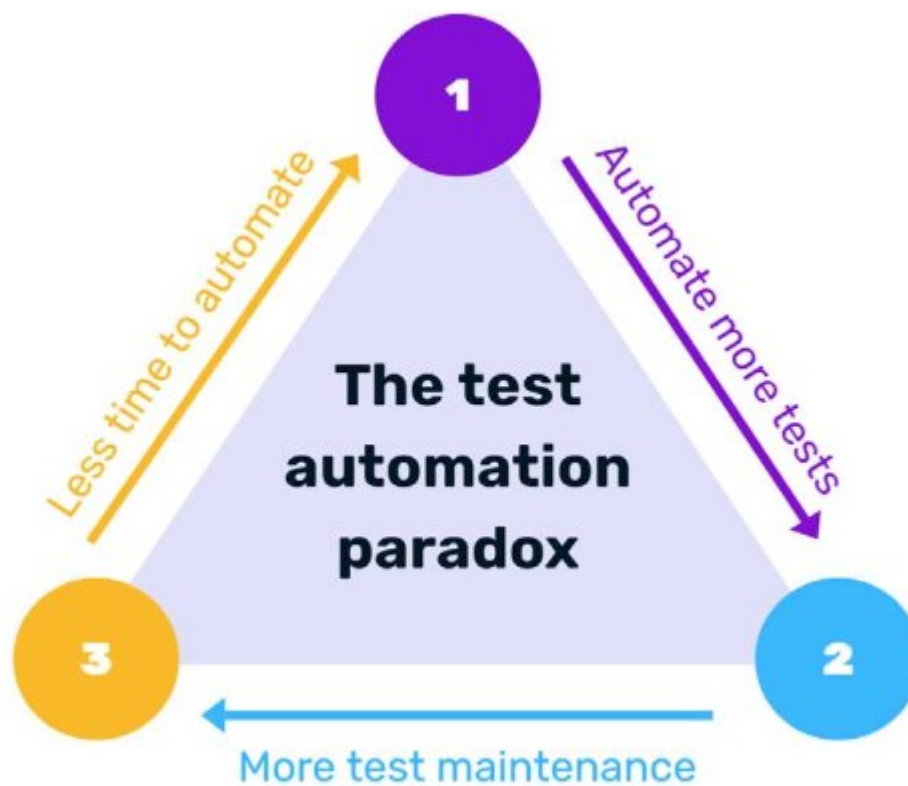 1
Automate more tests
Less time to automate
The test
automation
paradox
3
2
More test maintenance